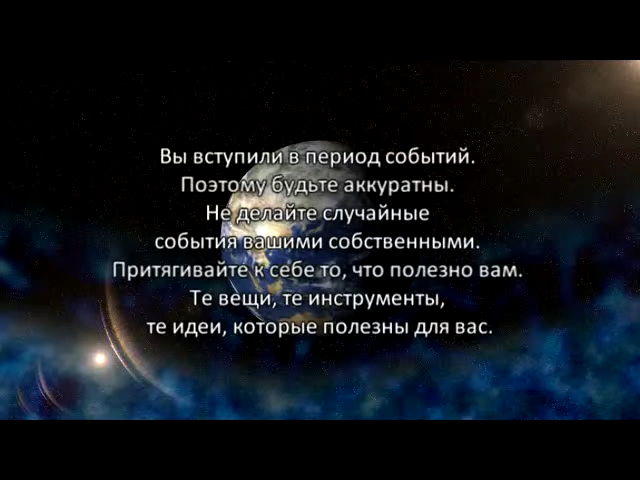 Вы вступили в период событий.
Поэтому будьте аккуратны.
Не делайте случайные
события вашими собственными.
Притягивайте к себе то, что полезно вам.
Те вещи, те инструменты,
те идеи, которые полезны для вас.